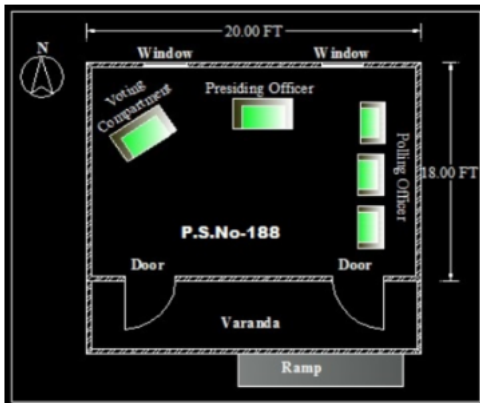 20.00 FT
N
Window
Window
Voting
Compartment
Presiding Officer
Polling Officer
18.00 FT
P.S.No-188
Door
Door
Varanda
Ramp